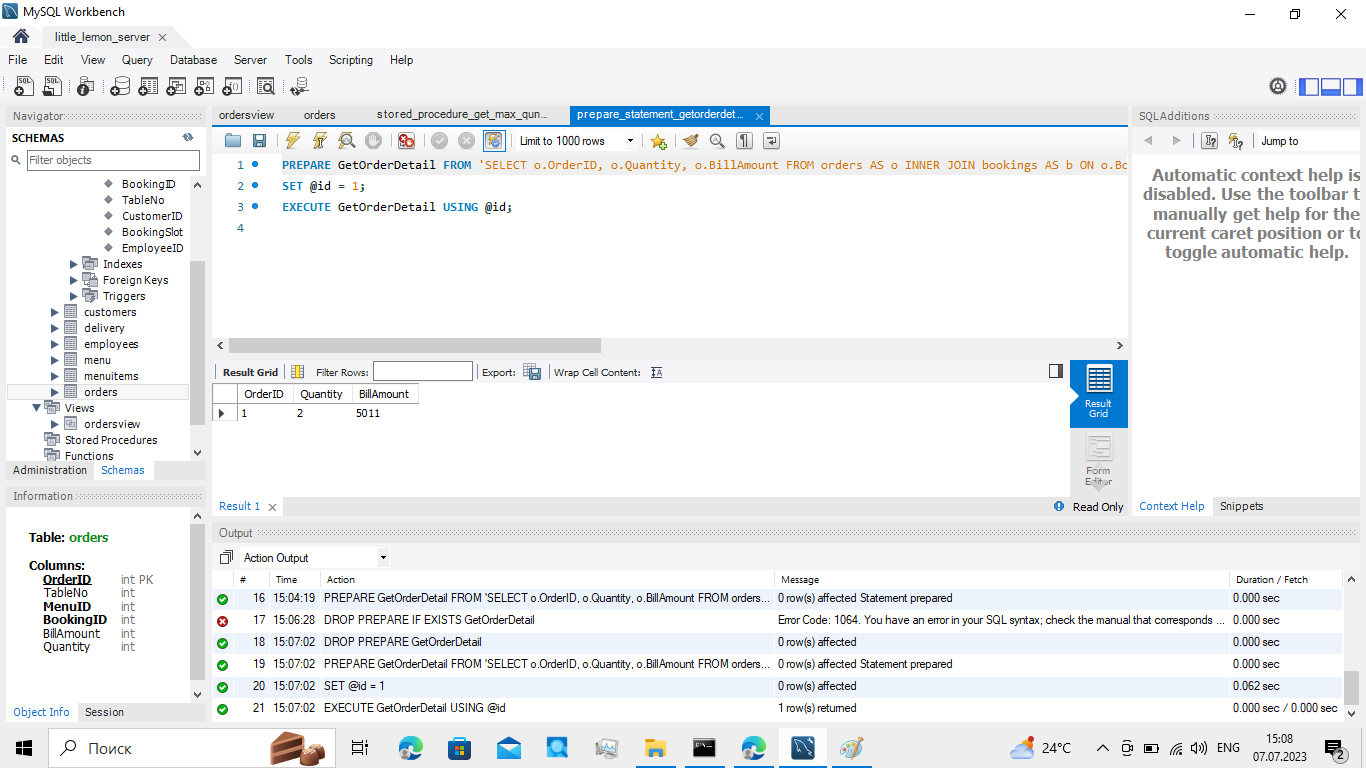 MySQL Workbench
little_lemon_server
File Edit View Query Database Server Tools Scripting Help
Navigator
SCHEMAS
Filter objects
BookingID
TableNo
CustomerID
BookingSlot
EmployeeID
Indexes
Foreign Keys
Triggers
customers
delivery
employees
menu
menuitems
orders
Views
ordersview
Stored Procedures
Functions
Administration Schemas
Information
Table: orders
Columns:
OrderID int PK
TableNo int
MenuID int
BookingID int
BillAmount int
Quantity int
Object Info Session
ordersview orders stored_procedure_get_max_qun... prepare_statement_getorderdet...
Limit to 1000 rows
1 PREPARE GetOrderDetail FROM 'SELECT o.OrderID, o.Quantity, o.BillAmount FROM orders AS o INNER JOIN bookings AS b ON o.Bo
2 SET @id = 1;
3 EXECUTE GetOrderDetail USING @id;
4
Result Grid Filter Rows: Export: Wrap Cell Content:
OrderID Quantity BillAmount
1 2 5011
Result Grid
Form Editor
Result 1
Read Only
SQLAdditions
Jump to
Automatic context help is
disabled. Use the toolbar t
manually get help for the
current caret position or to
toggle automatic help.
Context Help Snippets
Output
Action Output
# Time Action Message Duration / Fetch
16 15:04:19 PREPARE GetOrderDetail FROM 'SELECT o.OrderID, o.Quantity, o.BillAmount FROM orders... 0 row(s) affected Statement prepared 0.000 sec
17 15:06:28 DROP PREPARE IF EXISTS GetOrderDetail Error Code: 1064. You have an error in your SQL syntax; check the manual that corresponds ... 0.000 sec
18 15:07:02 DROP PREPARE GetOrderDetail 0 row(s) affected 0.000 sec
19 15:07:02 PREPARE GetOrderDetail FROM 'SELECT o.OrderID, o.Quantity, o.BillAmount FROM orders... 0 row(s) affected Statement prepared 0.000 sec
20 15:07:02 SET @id = 1 0 row(s) affected 0.062 sec
21 15:07:02 EXECUTE GetOrderDetail USING @id 1 row(s) returned 0.000 sec / 0.000 sec
Поиск
24°C
ENG
15:08
07.07.2023
2